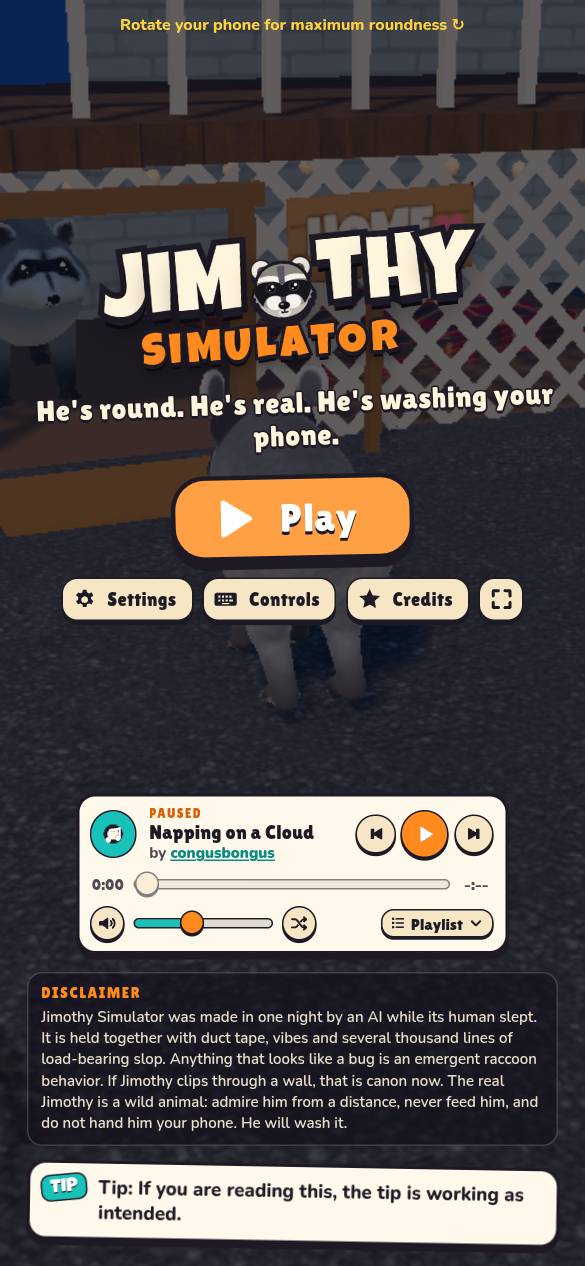 Rotate your phone for maximum roundness ↻
HOME
JIM THY
SIMULATOR
He's round. He's real. He's washing your
phone.
Play
Settings
Controls
Credits
PAUSED
Napping on a Cloud
by congusbongus
0:00
-:--
Playlist
DISCLAIMER
Jimothy Simulator was made in one night by an AI while its human slept.
It is held together with duct tape, vibes and several thousand lines of
load-bearing slop. Anything that looks like a bug is an emergent raccoon
behavior. If Jimothy clips through a wall, that is canon now. The real
Jimothy is a wild animal: admire him from a distance, never feed him, and
do not hand him your phone. He will wash it.
TIP
Tip: If you are reading this, the tip is working as
intended.